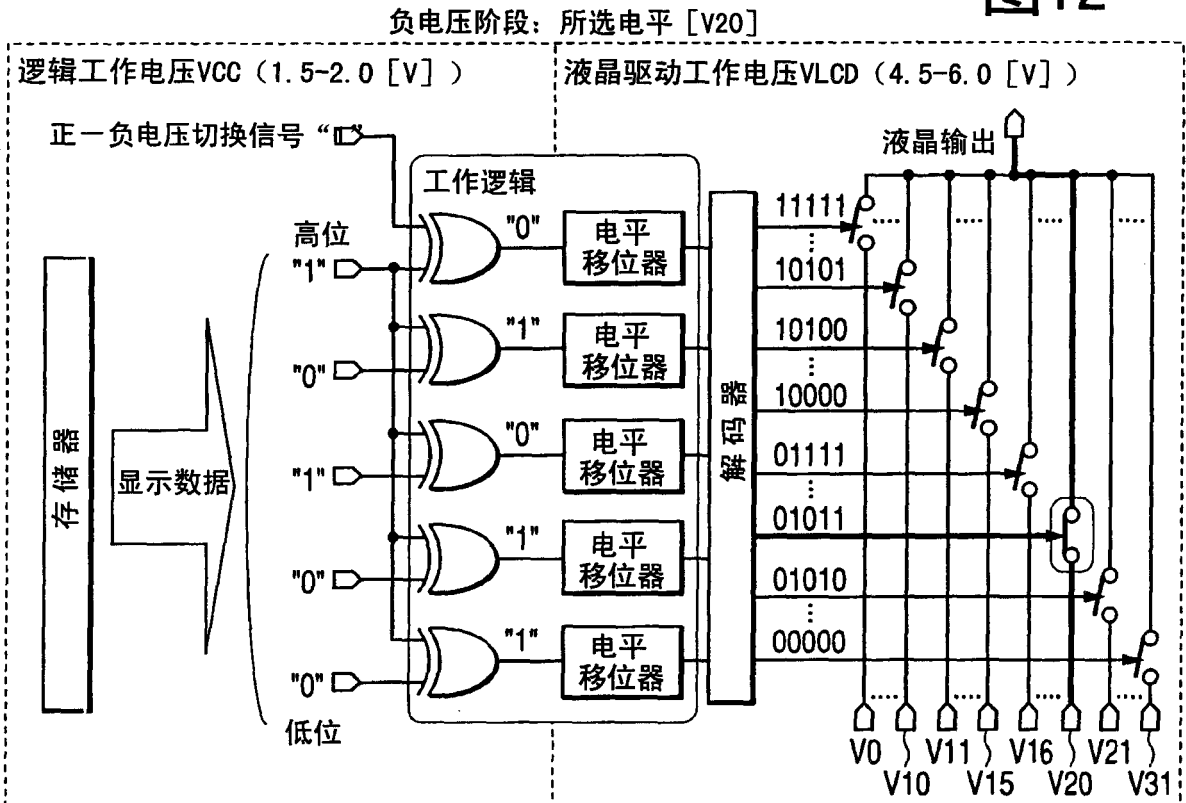 图12
负电压阶段: 所选电平 [V20]
逻辑工作电压VCC (1.5-2.0 [V] )
液晶驱动工作电压VLCD (4.5-6.0 [V] )
正一负电压切换信号 "
液晶输出
工作逻辑
高位
"1"
"0"
"1"
"0"
"0"
低位
存储器
显示数据
"0"
电平
移位器
"1"
电平
移位器
"0"
电平
移位器
"1"
电平
移位器
"1"
电平
移位器
解码器
11111
10101
10100
10000
01111
01011
01010
00000
V0
V10
V11
V15
V16
V20
V21
V31